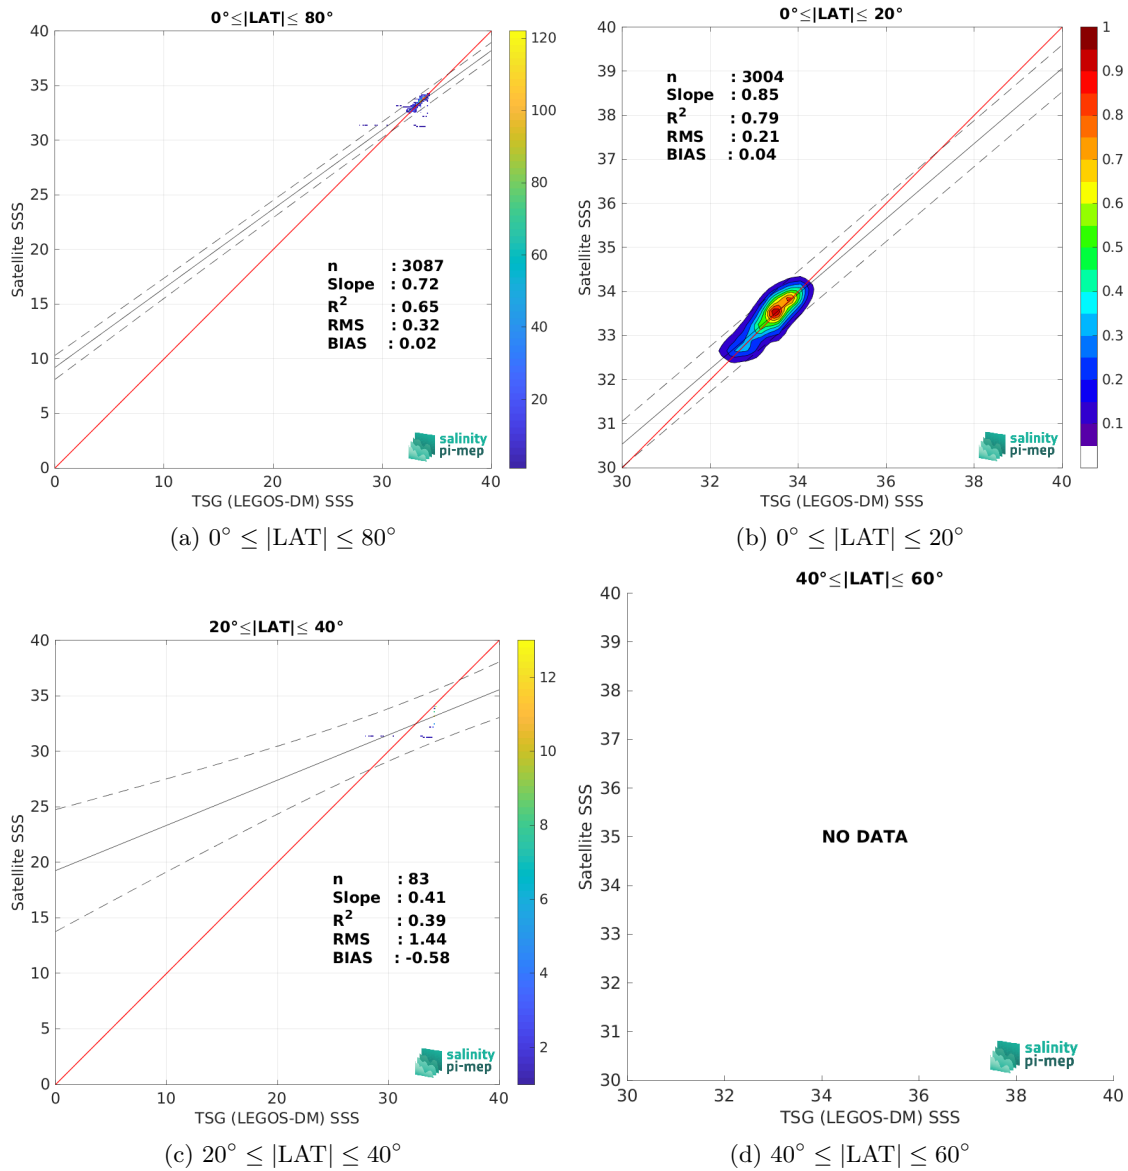 0°≤|LAT|≤ 80°
40
35
30
25
20
15
10
5
0
Satellite SSS
n : 3087
Slope : 0.72
R² : 0.65
RMS : 0.32
BIAS : 0.02
salinity
pi-mep
0 10 20 30 40
TSG (LEGOS-DM) SSS
120
100
80
60
40
20
(a) 0° ≤ |LAT| ≤ 80°
0°≤|LAT|≤ 20°
40
39
38
37
36
35
34
33
32
31
30
Satellite SSS
n : 3004
Slope : 0.85
R² : 0.79
RMS : 0.21
BIAS : 0.04
salinity
pi-mep
30 32 34 36 38 40
TSG (LEGOS-DM) SSS
1
0.9
0.8
0.7
0.6
0.5
0.4
0.3
0.2
0.1
(b) 0° ≤ |LAT| ≤ 20°
20°≤|LAT|≤ 40°
40
35
30
25
20
15
10
5
0
Satellite SSS
n : 83
Slope : 0.41
R² : 0.39
RMS : 1.44
BIAS : -0.58
salinity
pi-mep
0 10 20 30 40
TSG (LEGOS-DM) SSS
12
10
8
6
4
2
(c) 20° ≤ |LAT| ≤ 40°
40°≤|LAT|≤ 60°
40
39
38
37
36
35
34
33
32
31
30
Satellite SSS
NO DATA
salinity
pi-mep
30 32 34 36 38 40
TSG (LEGOS-DM) SSS
(d) 40° ≤ |LAT| ≤ 60°